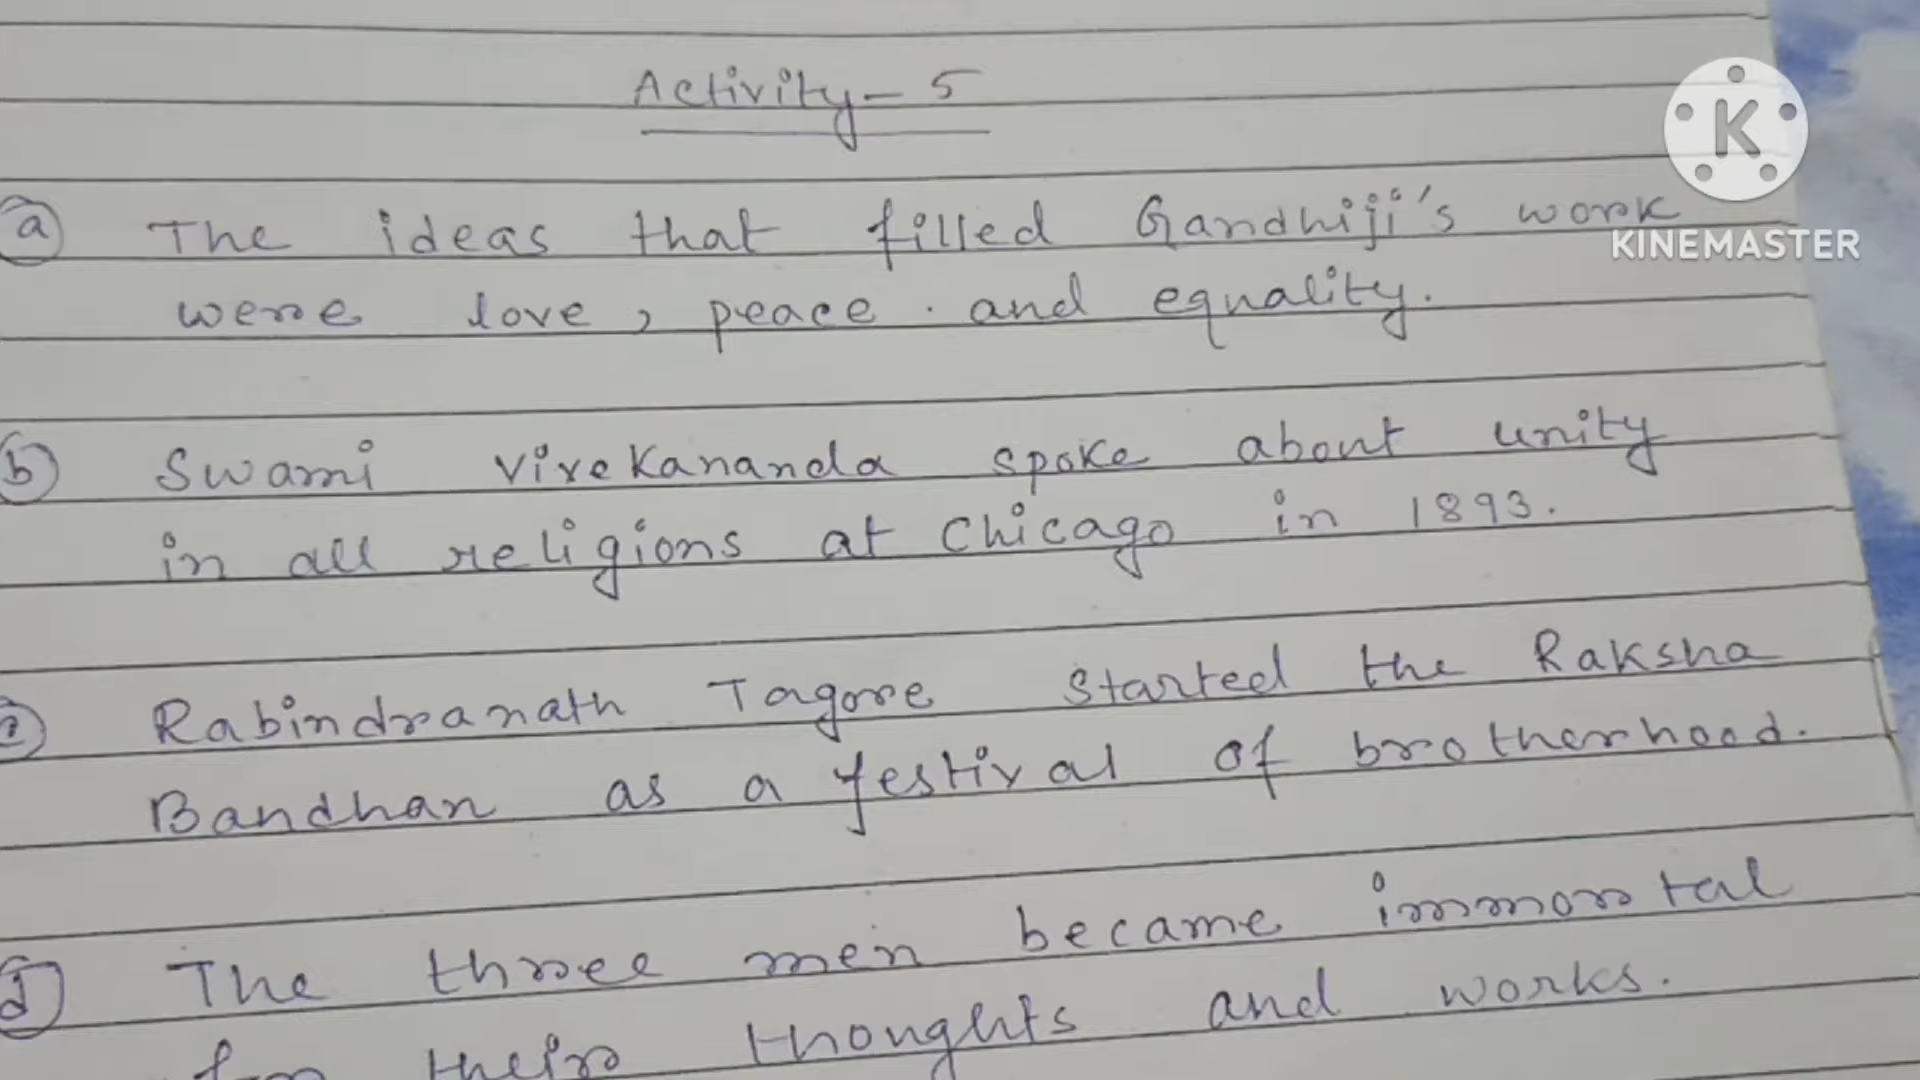 Activity - 5
(a) The ideas that filled Gandhiji's work
were love, peace and equality.
(b) Swami Vivekananda spoke about unity
in all religions at Chicago in 1893.
Rabindranath Tagore started the Raksha
Bandhan as a festival of brotherhood.
(d) The three men became immortal
for their thoughts and works.
KINEMASTER